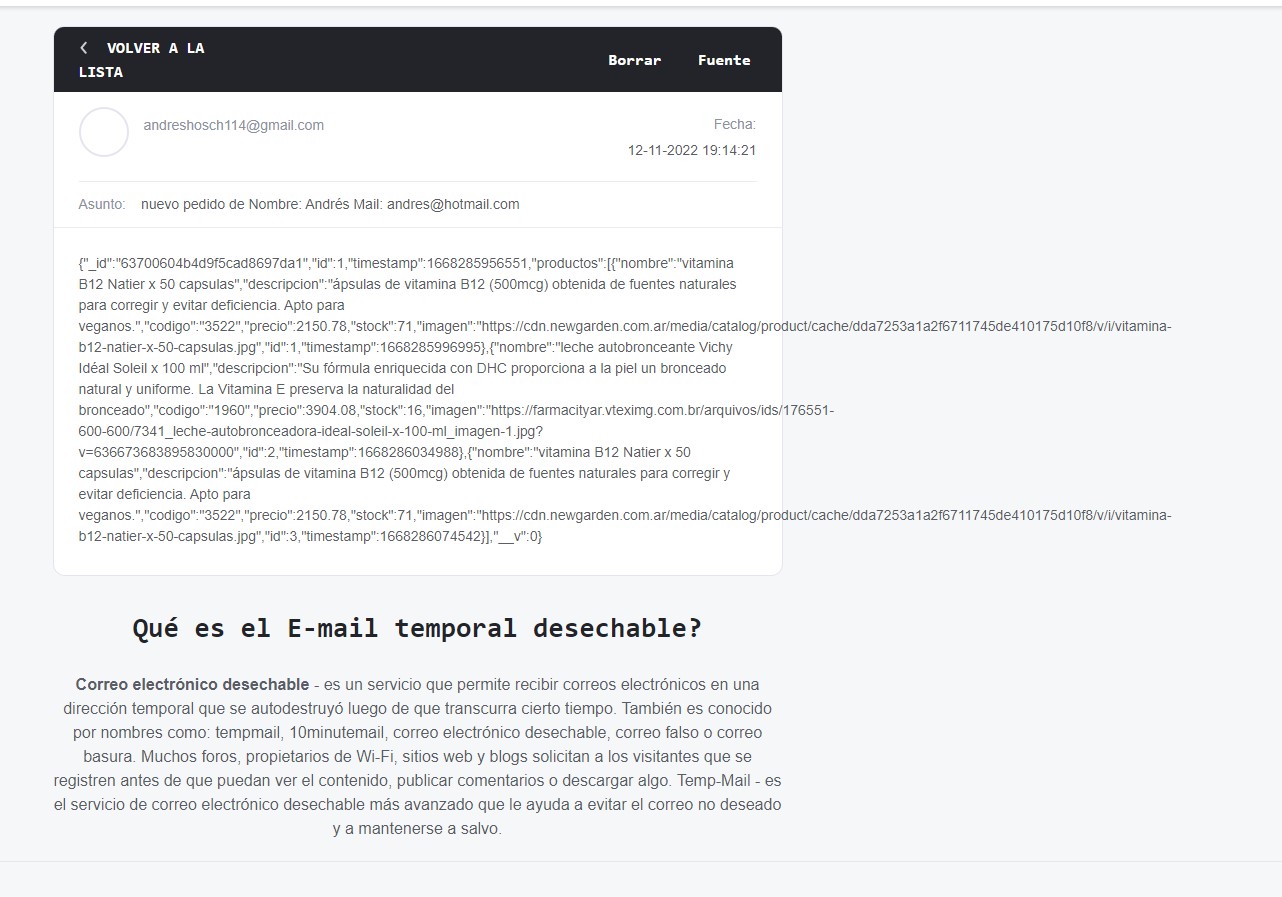 VOLVER A LA
LISTA
Borrar
Fuente
andreshosch114@gmail.com
Fecha:
12-11-2022 19:14:21
Asunto: nuevo pedido de Nombre: Andrés Mail: andres@hotmail.com
{"_id":"63700604b4d9f5cad8697da1","id":1,"timestamp":1668285956551,"productos":[{"nombre":"vitamina
B12 Natier x 50 capsulas","descripcion":"ápsulas de vitamina B12 (500mcg) obtenida de fuentes naturales
para corregir y evitar deficiencia. Apto para
veganos.","codigo":"3522","precio":2150.78,"stock":71,"imagen":"https://cdn.newgarden.com.ar/media/catalog/product/cache/dda7253a1a2f6711745de410175d10f8/v/i/vitamina-
b12-natier-x-50-capsulas.jpg","id":1,"timestamp":1668285996995},{"nombre":"leche autobronceante Vichy
Idéal Soleil x 100 ml","descripcion":"Su fórmula enriquecida con DHC proporciona a la piel un bronceado
natural y uniforme. La Vitamina E preserva la naturalidad del
bronceado","codigo":"1960","precio":3904.08,"stock":16,"imagen":"https://farmacityar.vteximg.com.br/arquivos/ids/176551-
600-600/7341_leche-autobronceadora-ideal-soleil-x-100-ml_imagen-1.jpg?
v=636673683895830000","id":2,"timestamp":1668286034988},{"nombre":"vitamina B12 Natier x 50
capsulas","descripcion":"ápsulas de vitamina B12 (500mcg) obtenida de fuentes naturales para corregir y
evitar deficiencia. Apto para
veganos.","codigo":"3522","precio":2150.78,"stock":71,"imagen":"https://cdn.newgarden.com.ar/media/catalog/product/cache/dda7253a1a2f6711745de410175d10f8/v/i/vitamina-
b12-natier-x-50-capsulas.jpg","id":3,"timestamp":1668286074542}],"__v":0}
Qué es el E-mail temporal desechable?
Correo electrónico desechable - es un servicio que permite recibir correos electrónicos en una
dirección temporal que se autodestruyó luego de que transcurra cierto tiempo. También es conocido
por nombres como: tempmail, 10minutemail, correo electrónico desechable, correo falso o correo
basura. Muchos foros, propietarios de Wi-Fi, sitios web y blogs solicitan a los visitantes que se
registren antes de que puedan ver el contenido, publicar comentarios o descargar algo. Temp-Mail - es
el servicio de correo electrónico desechable más avanzado que le ayuda a evitar el correo no deseado
y a mantenerse a salvo.